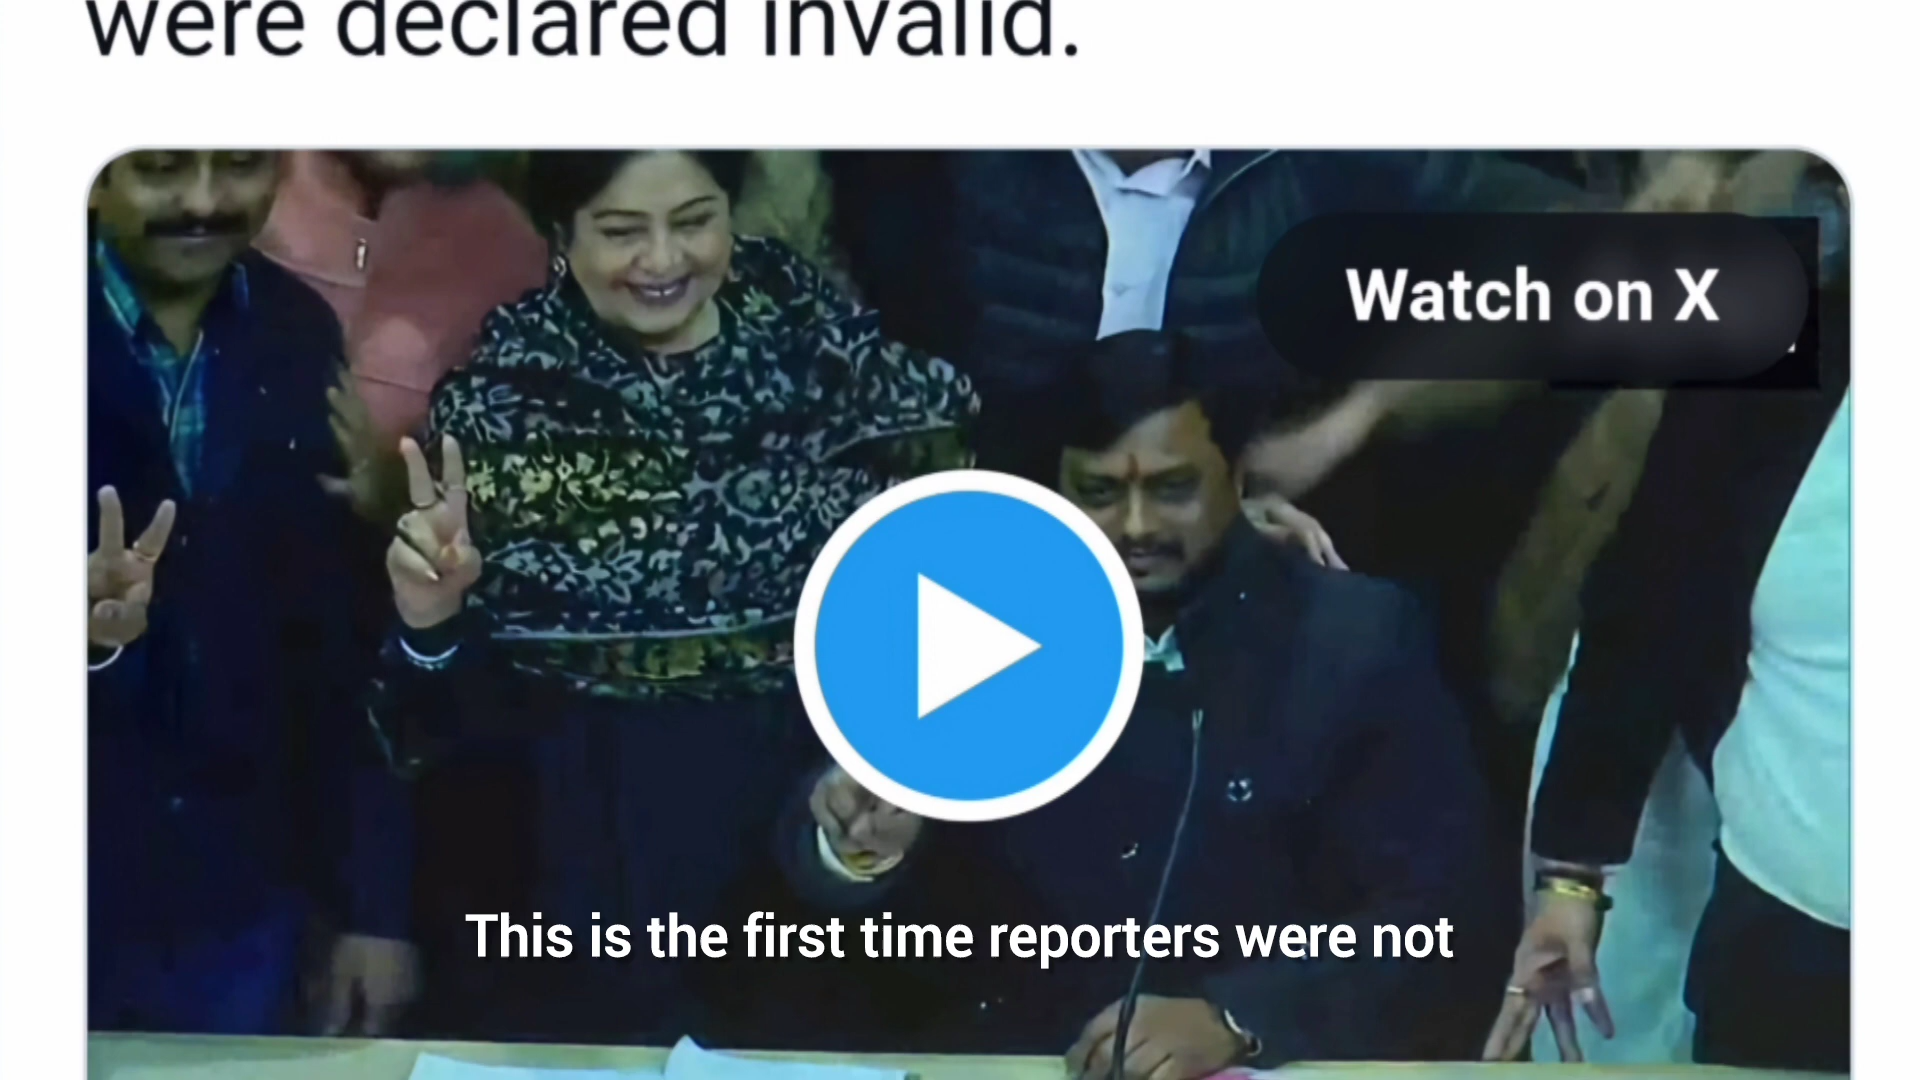 were declared invalid.
Watch on X
This is the first time reporters were not